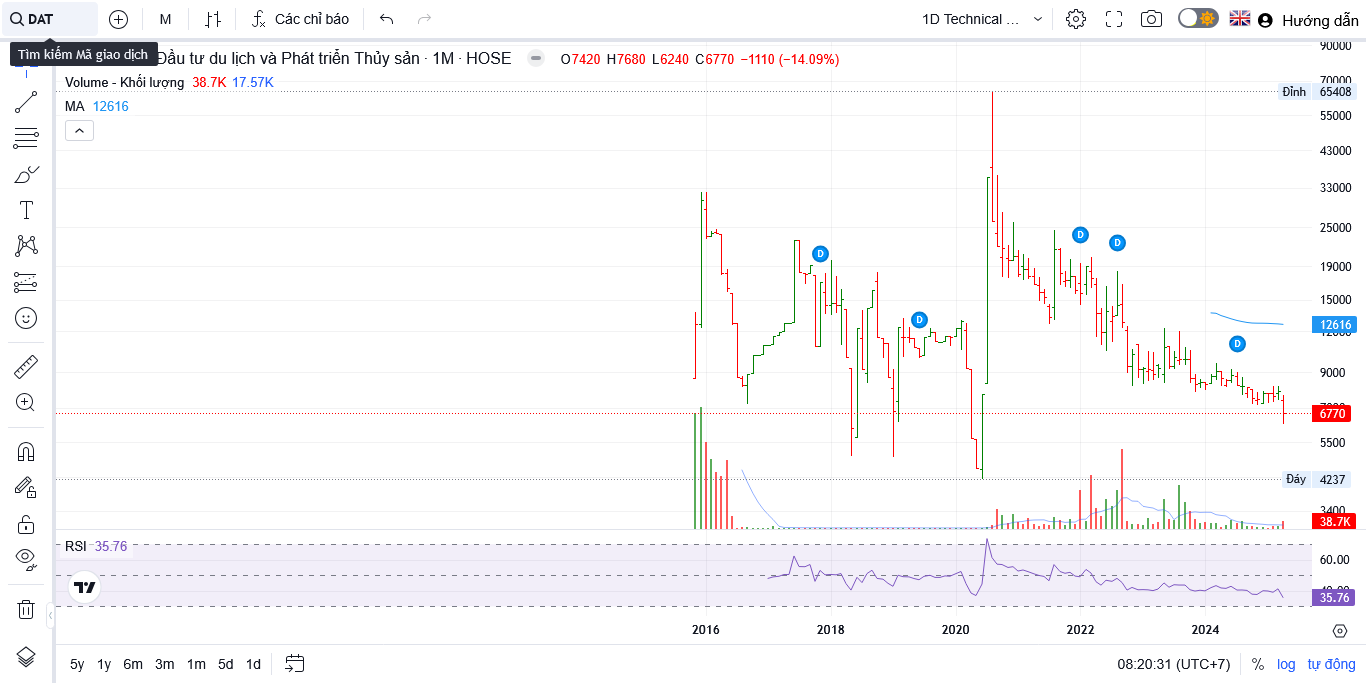 DAT
M
Các chỉ báo
1D Technical ...
Hướng dẫn
Tìm kiếm Mã giao dịch
Đầu tư du lịch và Phát triển Thủy sản · 1M · HOSE
O7420 H7680 L6240 C6770 −1110 (−14.09%)
Volume - Khối lượng 38.7K 17.57K
MA 12616
90000
70000
Đỉnh 65408
55000
43000
33000
25000
19000
15000
12616
12000
9000
6770
5500
Đáy 4237
3400
38.7K
D
D
D
D
D
RSI 35.76
60.00
35.76
2016
2018
2020
2022
2024
5y 1y 6m 3m 1m 5d 1d
08:20:31 (UTC+7)
% log tự động